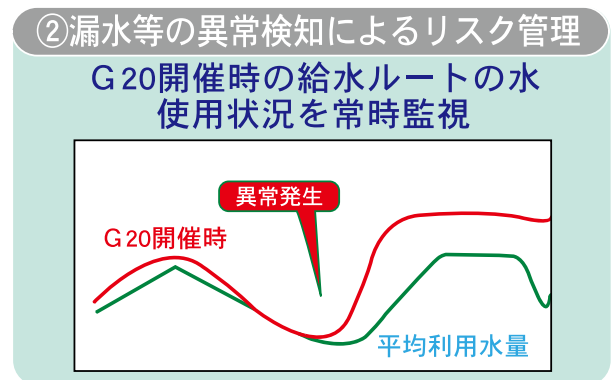 ②漏水等の異常検知によるリスク管理
G20開催時の給水ルートの水
使用状況を常時監視
異常発生
G20開催時
平均利用水量